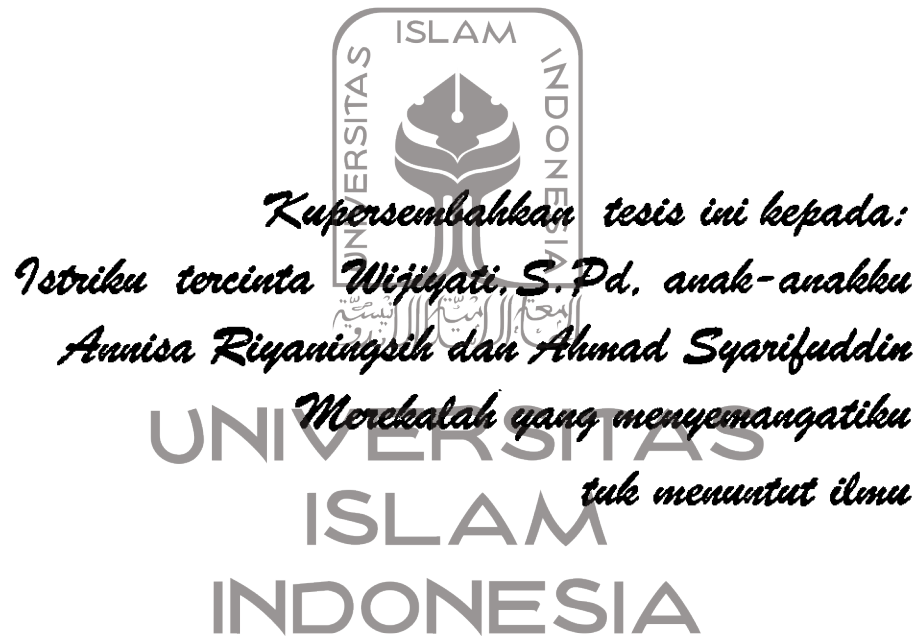 ISLAM
UNIVERSITAS
INDONESIA
Kupersembahkan tesis ini kepada:
Istriku tercinta Wijiyati,S.Pd, anak-anakku
Annisa Riyaningsih dan Ahmad Syarifuddin
Merekalah yang menyemangatiku
tuk menuntut ilmu
UNIVERSITAS
ISLAM
INDONESIA